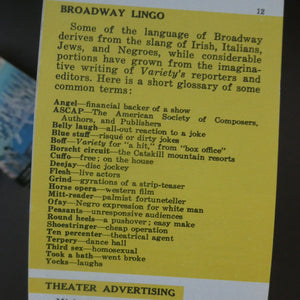 BROADWAY LINGO
12
Some of the language of Broadway
derives from the slang of Irish, Italians,
Jews, and Negroes, while considerable
portions have grown from the imagina-
tive writing of Variety's reporters and
editors. Here is a short glossary of some
common terms:
Angel—financial backer of a show
ASCAP—The American Society of Composers,
Authors, and Publishers
Belly laugh—all-out reaction to a joke
Blue stuff—risqué or dirty jokes
Boff—Variety for "a hit," from "box office"
Borscht circuit—the Catskill mountain resorts
Cuffo—free; on the house
Deejay—disc jockey
Flesh—live actors
Grind—gyrations of a strip-teaser
Horse opera—western film
Mitt-reader—palmist fortuneteller
Ofay—Negro expression for white man
Peasants—unresponsive audiences
Round heels—a pushover; easy make
Shoestringer—cheap operation
Ten percenter—theatrical agent
Terpery—dance hall
Third sex—homosexual
Took a bath—went broke
Yocks—laughs
THEATER ADVERTISING